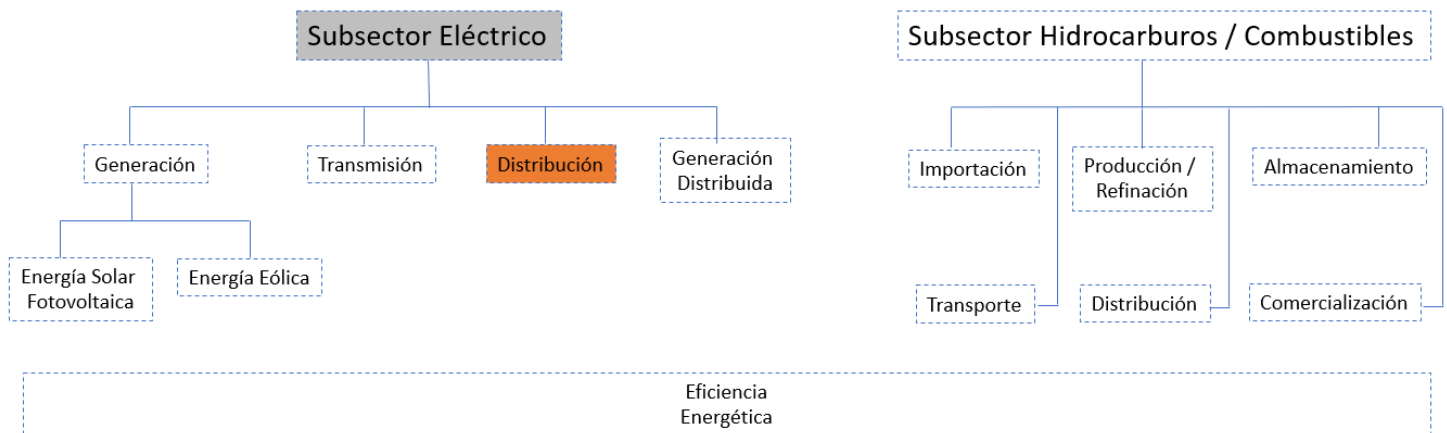 Subsector Eléctrico
Subsector Hidrocarburos / Combustibles
Generación
Transmisión
Distribución
Generación
Distribuida
Importación
Producción /
Refinación
Almacenamiento
Energía Solar
Fotovoltaica
Energía Eólica
Transporte
Distribución
Comercialización
Eficiencia
Energética